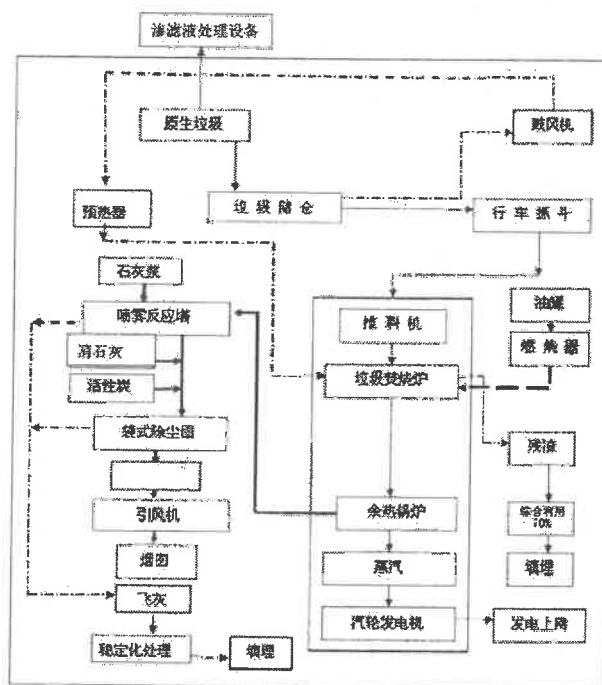 渗滤液处理设备
原生垃圾
鼓风机
预热器
垃圾储仓
行车抓斗
石灰浆
油罐
喷雾反应塔
推料机
燃烧器
消石灰
垃圾焚烧炉
活性炭
袋式除尘器
残渣
引风机
余热锅炉
综合利用
70%
烟囱
蒸汽
填埋
飞灰
汽轮发电机
发电上网
稳定化处理
填埋